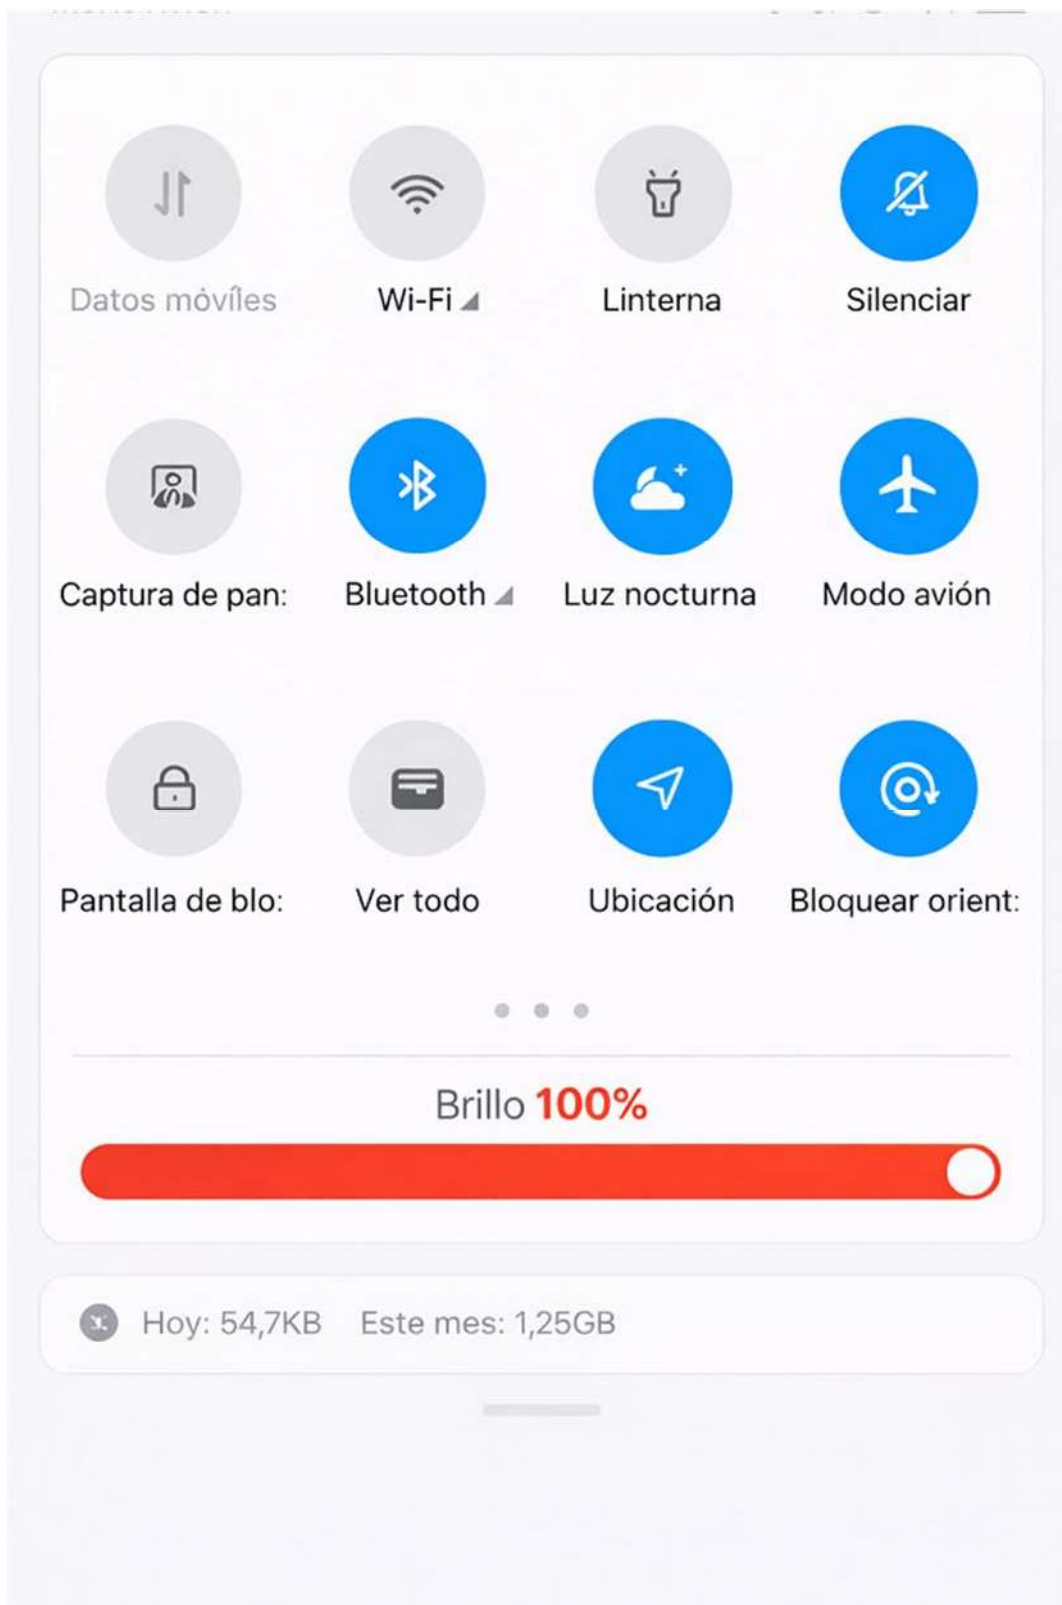 Datos móviles Wi-Fi Linterna Silenciar
Captura de pan: Bluetooth Luz nocturna Modo avión
Pantalla de blo: Ver todo Ubicación Bloquear orient:
Brillo 100%
Hoy: 54,7KB Este mes: 1,25GB